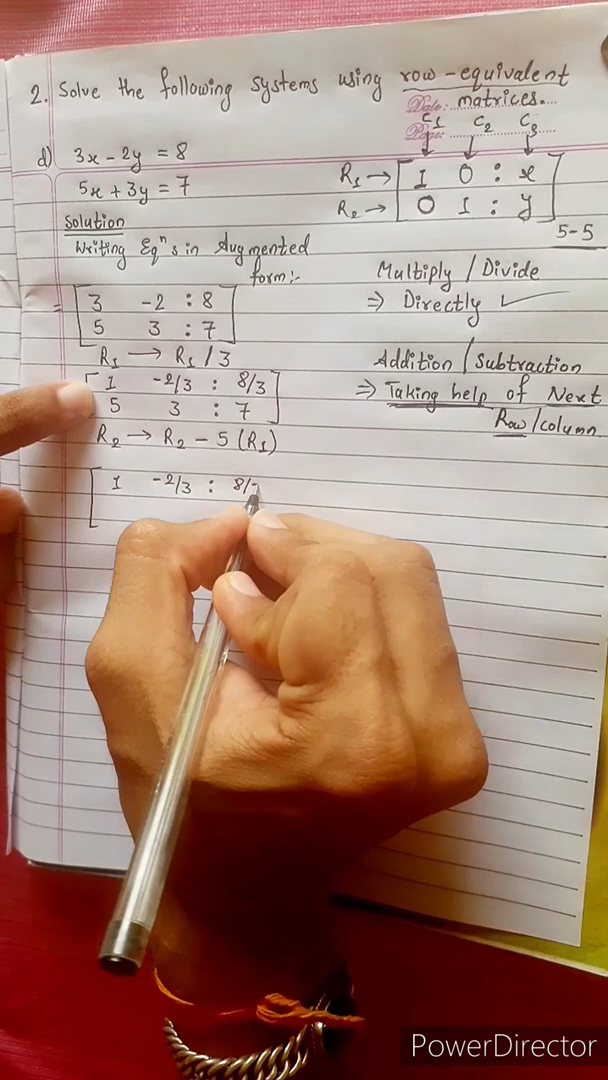 2. Solve the following systems using row-equivalent
matrices.
Date:
Page:
C1 C2 C3
d) 3x - 2y = 8
5x + 3y = 7
R1 → [ 1 0 : x ]
R2 → [ 0 1 : y ]
Solution
Writing Eqⁿs in Augmented
form:-
= [ 3 -2 : 8 ]
[ 5 3 : 7 ]
R1 → R1 / 3
[ 1 -2/3 : 8/3 ]
[ 5 3 : 7 ]
R2 → R2 - 5 (R1)
[ 1 -2/3 : 8/
5-5
Multiply / Divide
⇒ Directly ✓
Addition / Subtraction
⇒ Taking help of Next
Row/column
PowerDirector